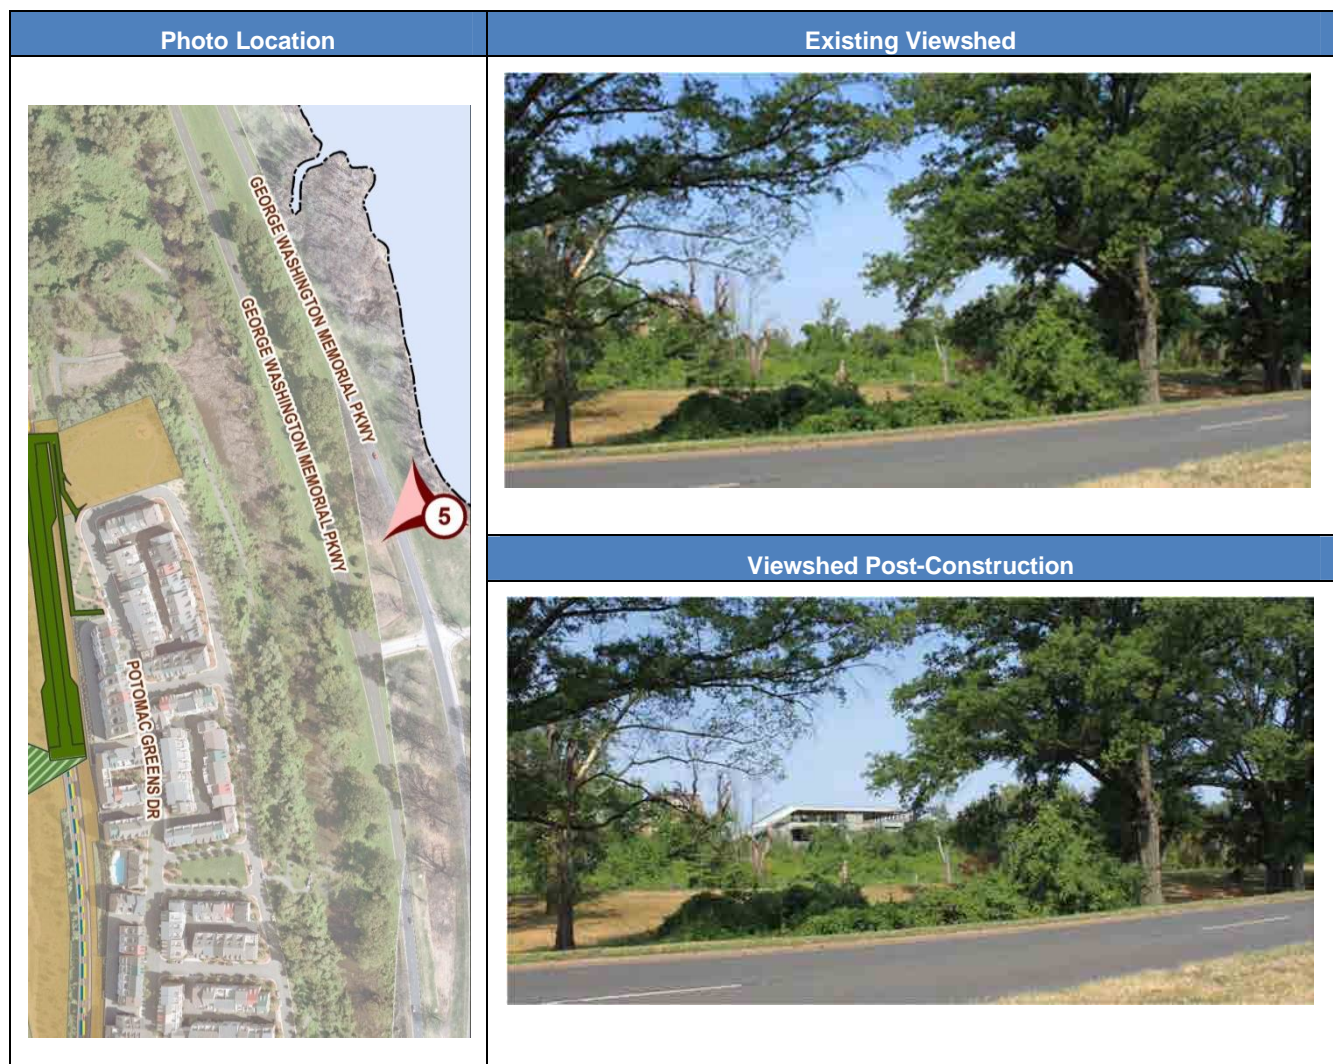 Photo Location
Existing Viewshed
GEORGE WASHINGTON MEMORIAL PKWY
GEORGE WASHINGTON MEMORIAL PKWY
5
POTOMAC GREENS DR
Viewshed Post-Construction